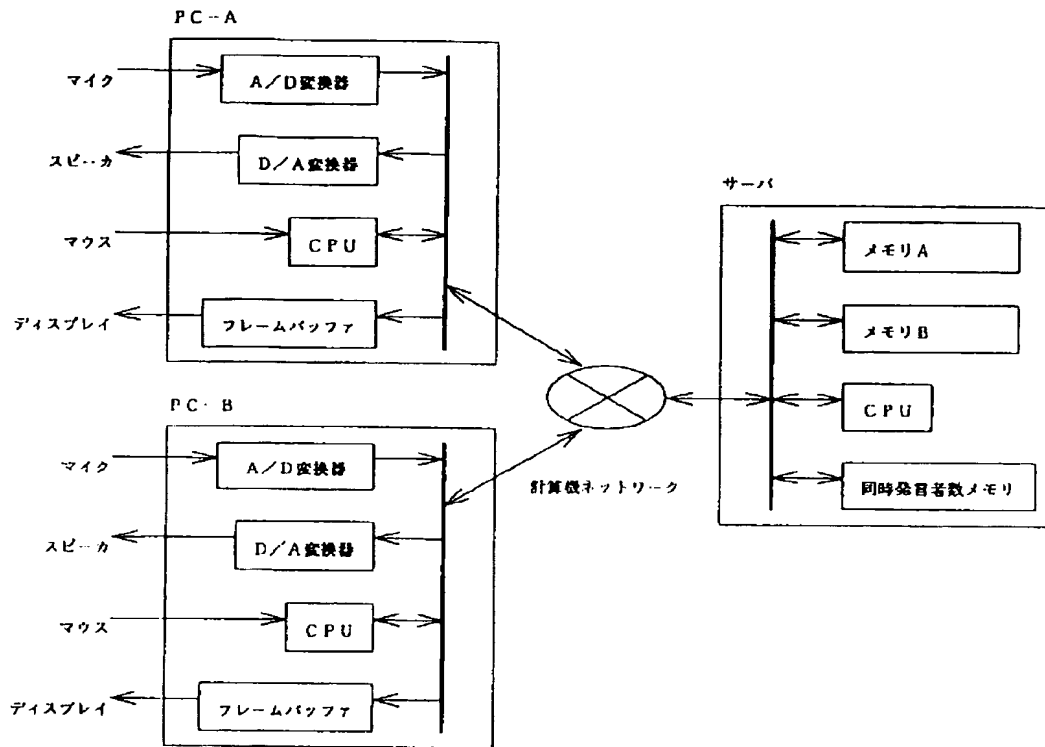 PC-A
マイク
A/D変換器
スピーカ
D/A変換器
マウス
CPU
ディスプレイ
フレームバッファ
PC-B
マイク
A/D変換器
スピーカ
D/A変換器
マウス
CPU
ディスプレイ
フレームバッファ
計算機ネットワーク
サーバ
メモリA
メモリB
CPU
同時発言者数メモリ